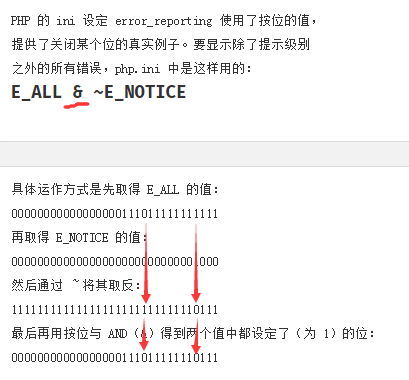 PHP 的 ini 设定 error_reporting 使用了按位的值，
提供了关闭某个位的真实例子。要显示除了提示级别
之外的所有错误，php.ini 中是这样用的：
E_ALL & ~E_NOTICE
具体运作方式是先取得 E_ALL 的值：
00000000000000000111011111111111
再取得 E_NOTICE 的值：
00000000000000000000000000001000
然后通过 ~ 将其取反：
11111111111111111111111111110111
最后再用按位与 AND（&）得到两个值中都设定了（为 1）的位：
00000000000000000111011111110111